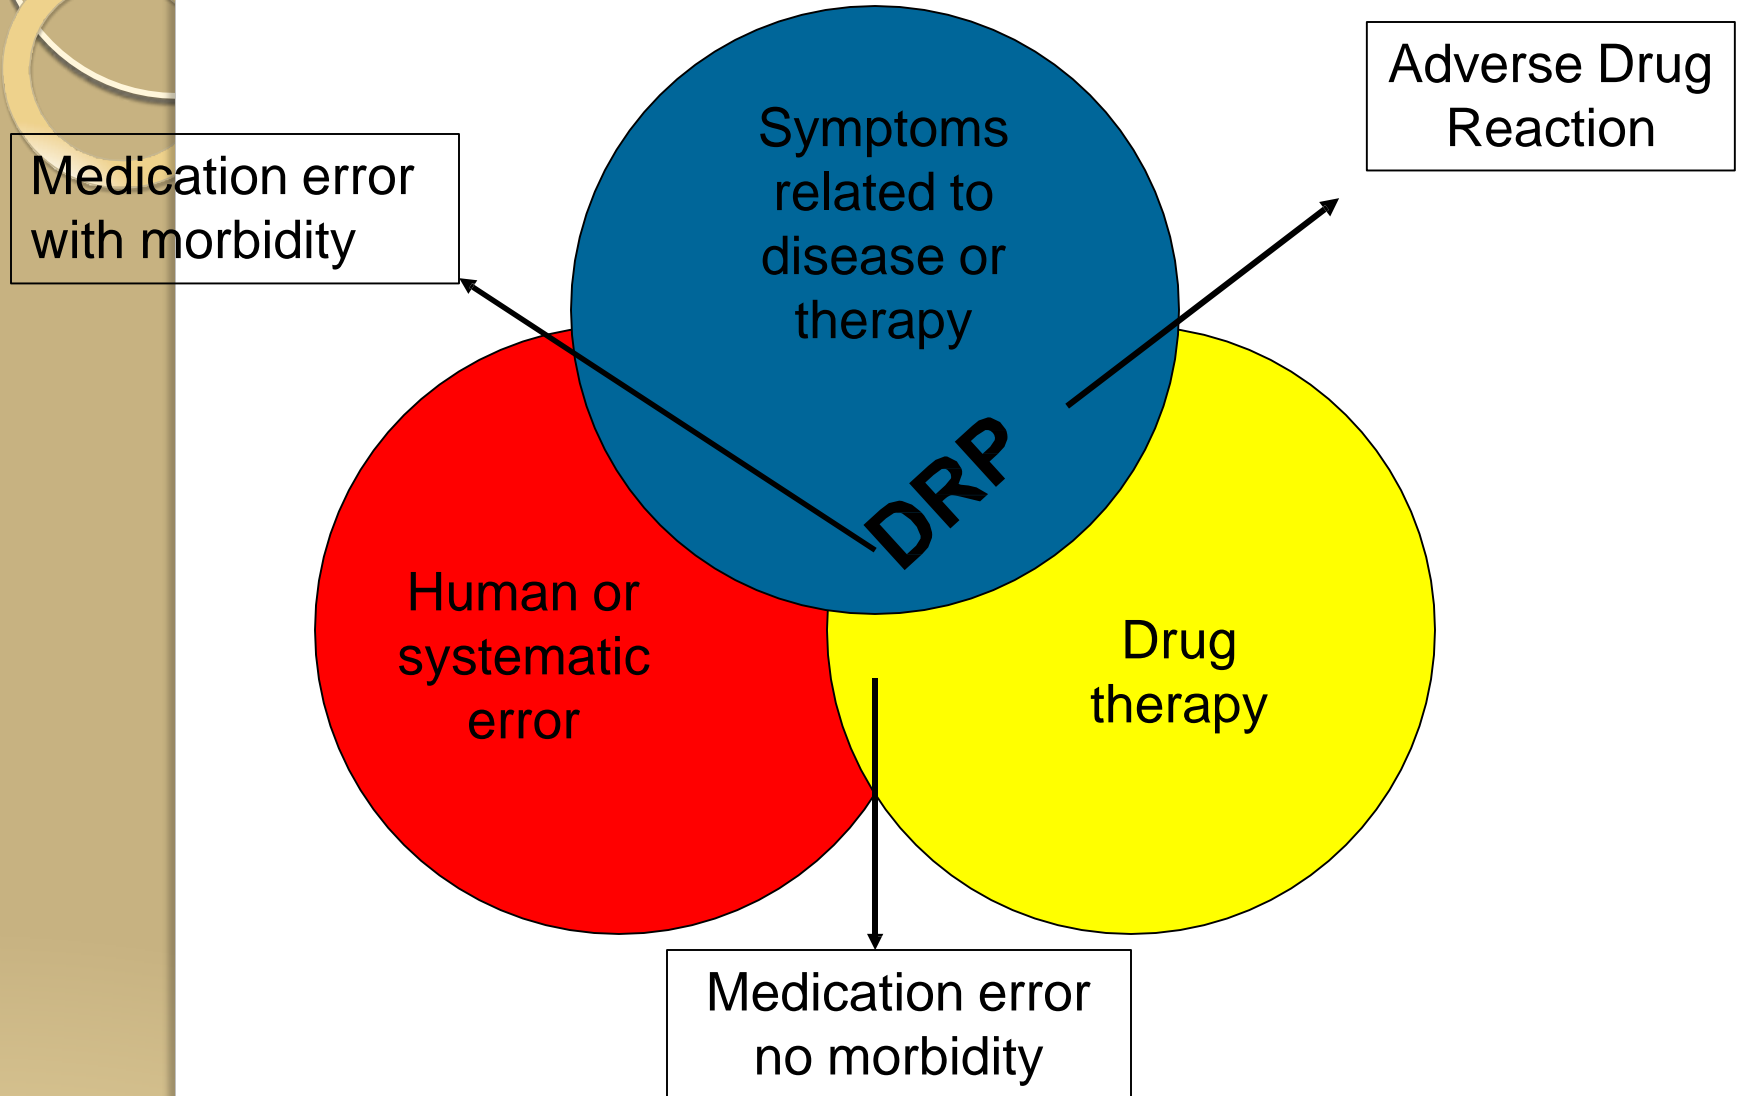 Adverse Drug
Reaction
Symptoms
related to
disease or
therapy
Medication error
with morbidity
DRP
Human or
systematic
error
Drug
therapy
Medication error
no morbidity